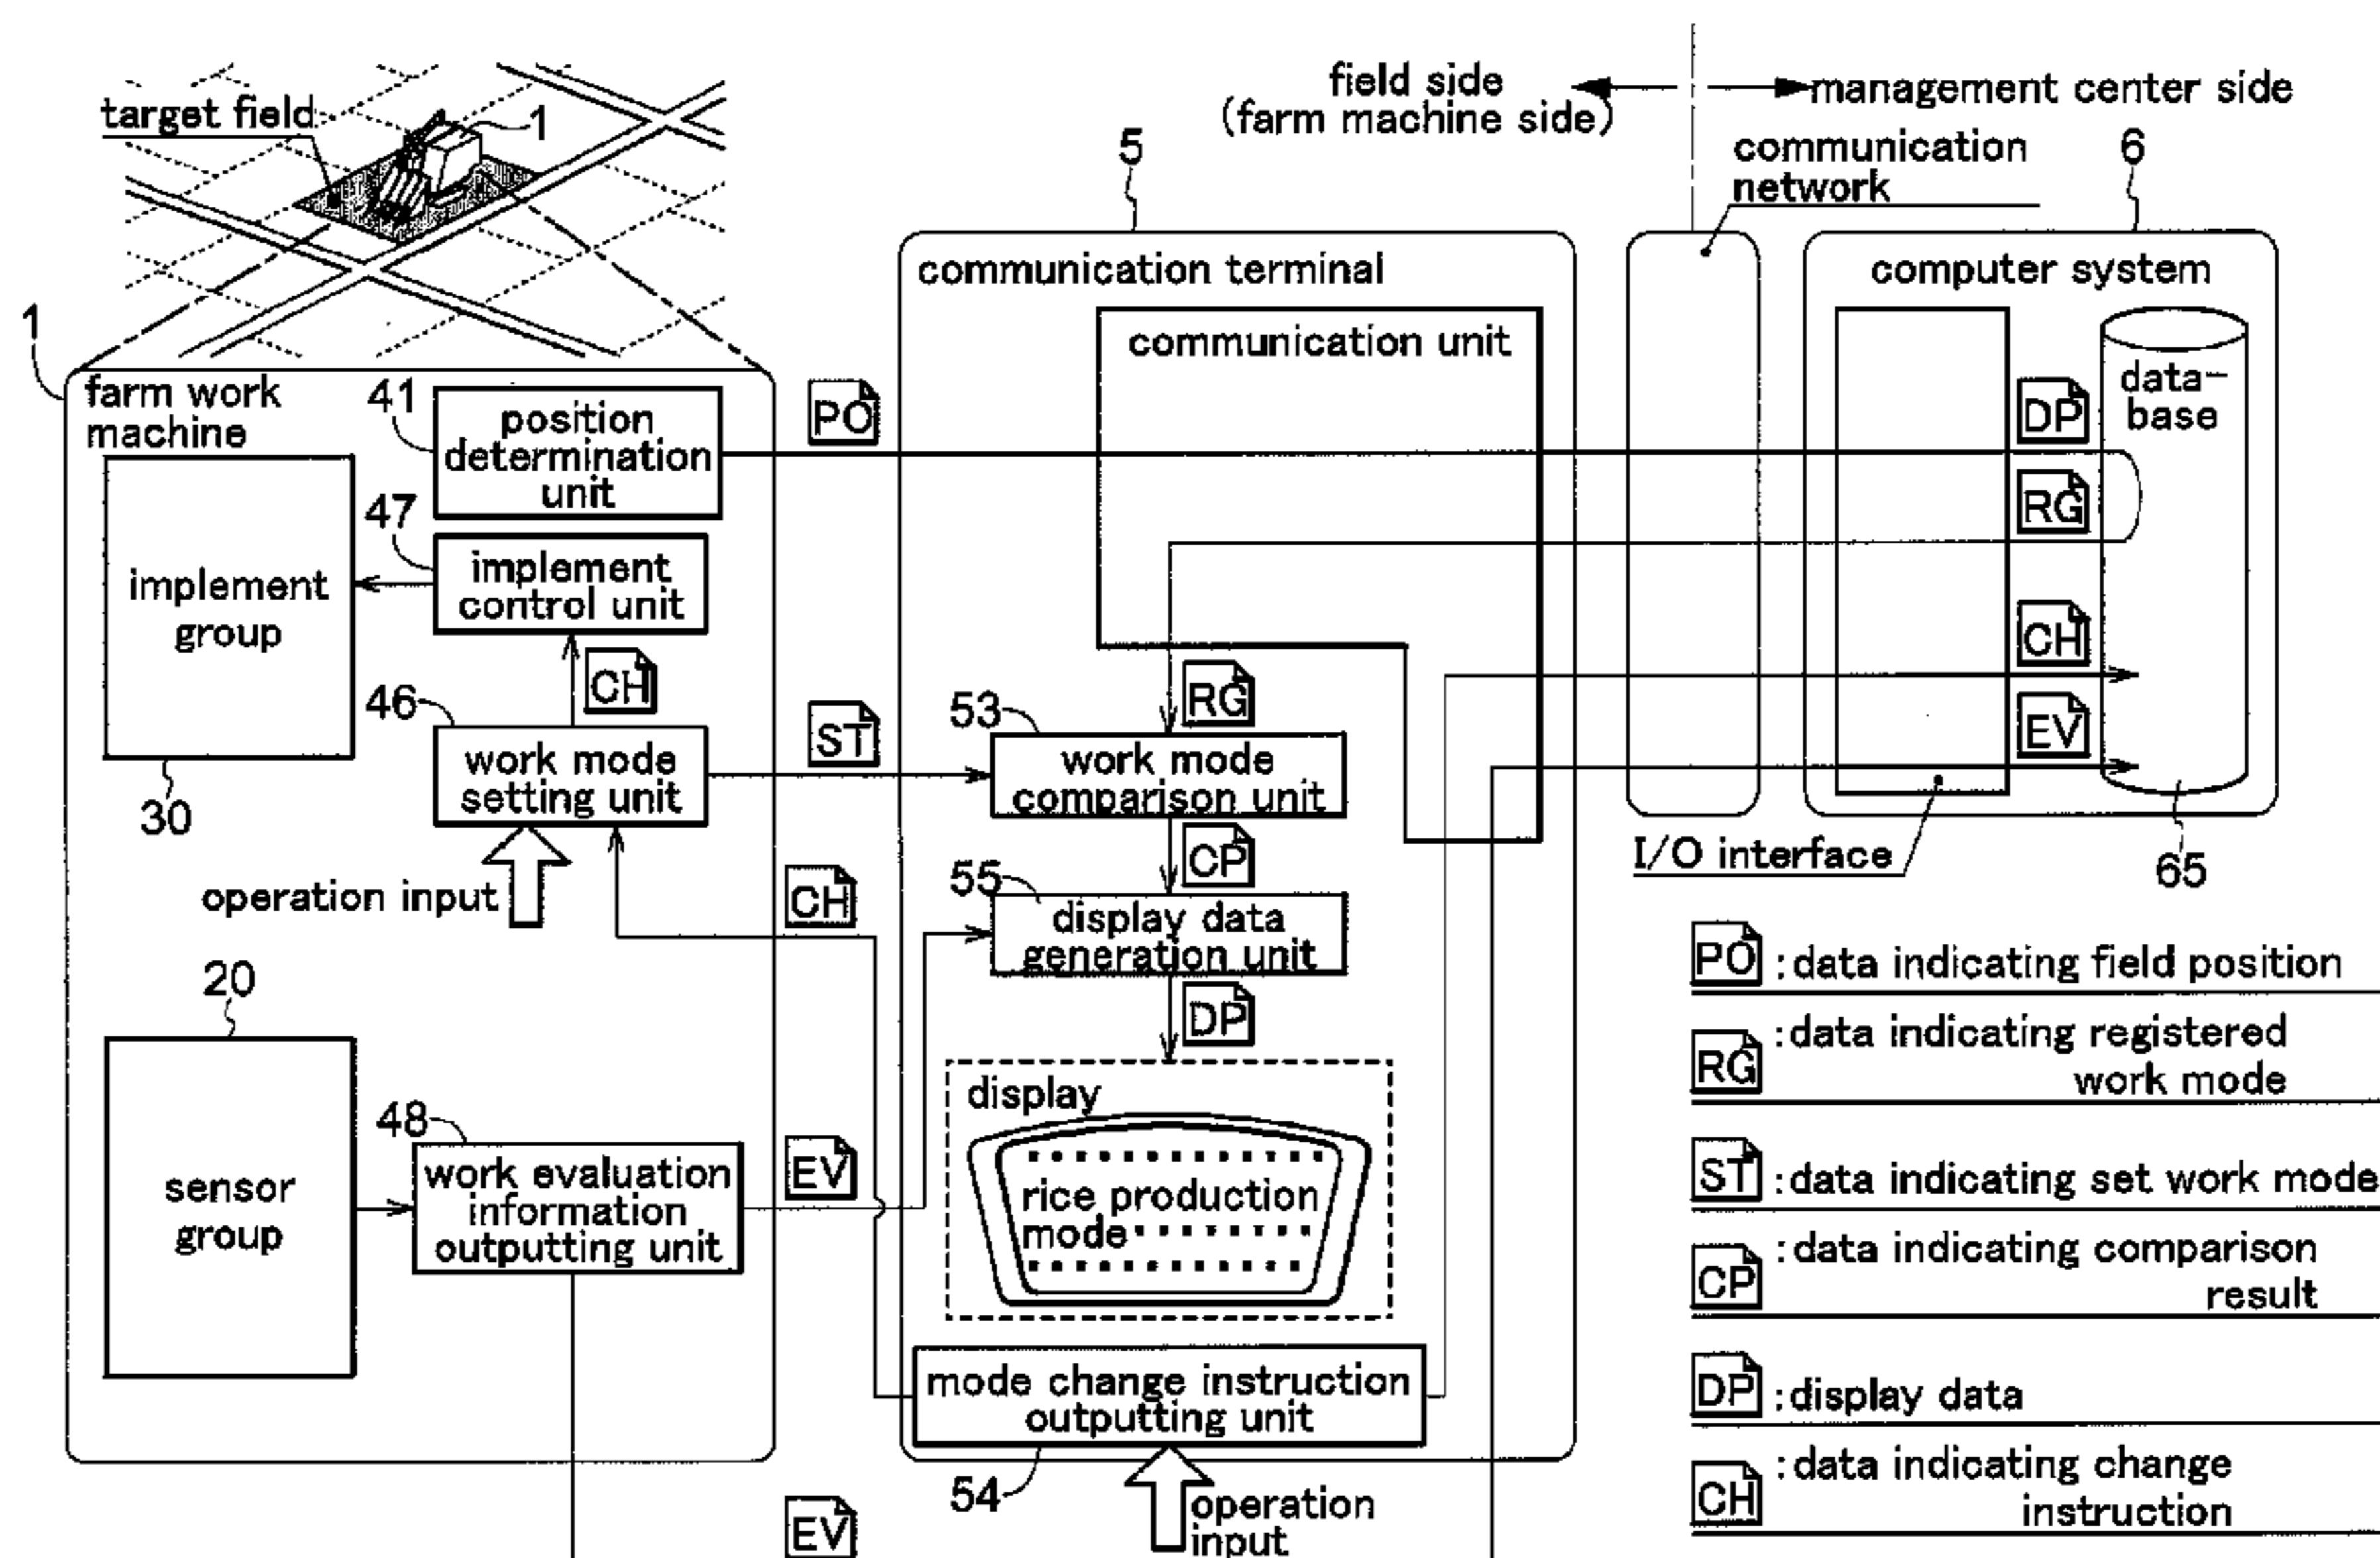 target field
1
field side
(farm machine side)
management center side
communication
network
5
6
1
farm work
machine
41
position
determination
unit
PO
47
implement
control unit
implement
group
30
CH
46
work mode
setting unit
ST
operation input
CH
20
sensor
group
48
work evaluation
information
outputting unit
EV
EV
communication terminal
communication unit
RG
53
work mode
comparison unit
CP
55
display data
generation unit
DP
display
rice production
mode
mode change instruction
outputting unit
54
operation
input
computer system
data-
base
DP
RG
CH
EV
I/O interface
65
PO :data indicating field position
RG :data indicating registered
work mode
ST :data indicating set work mode
CP :data indicating comparison
result
DP :display data
CH :data indicating change
instruction